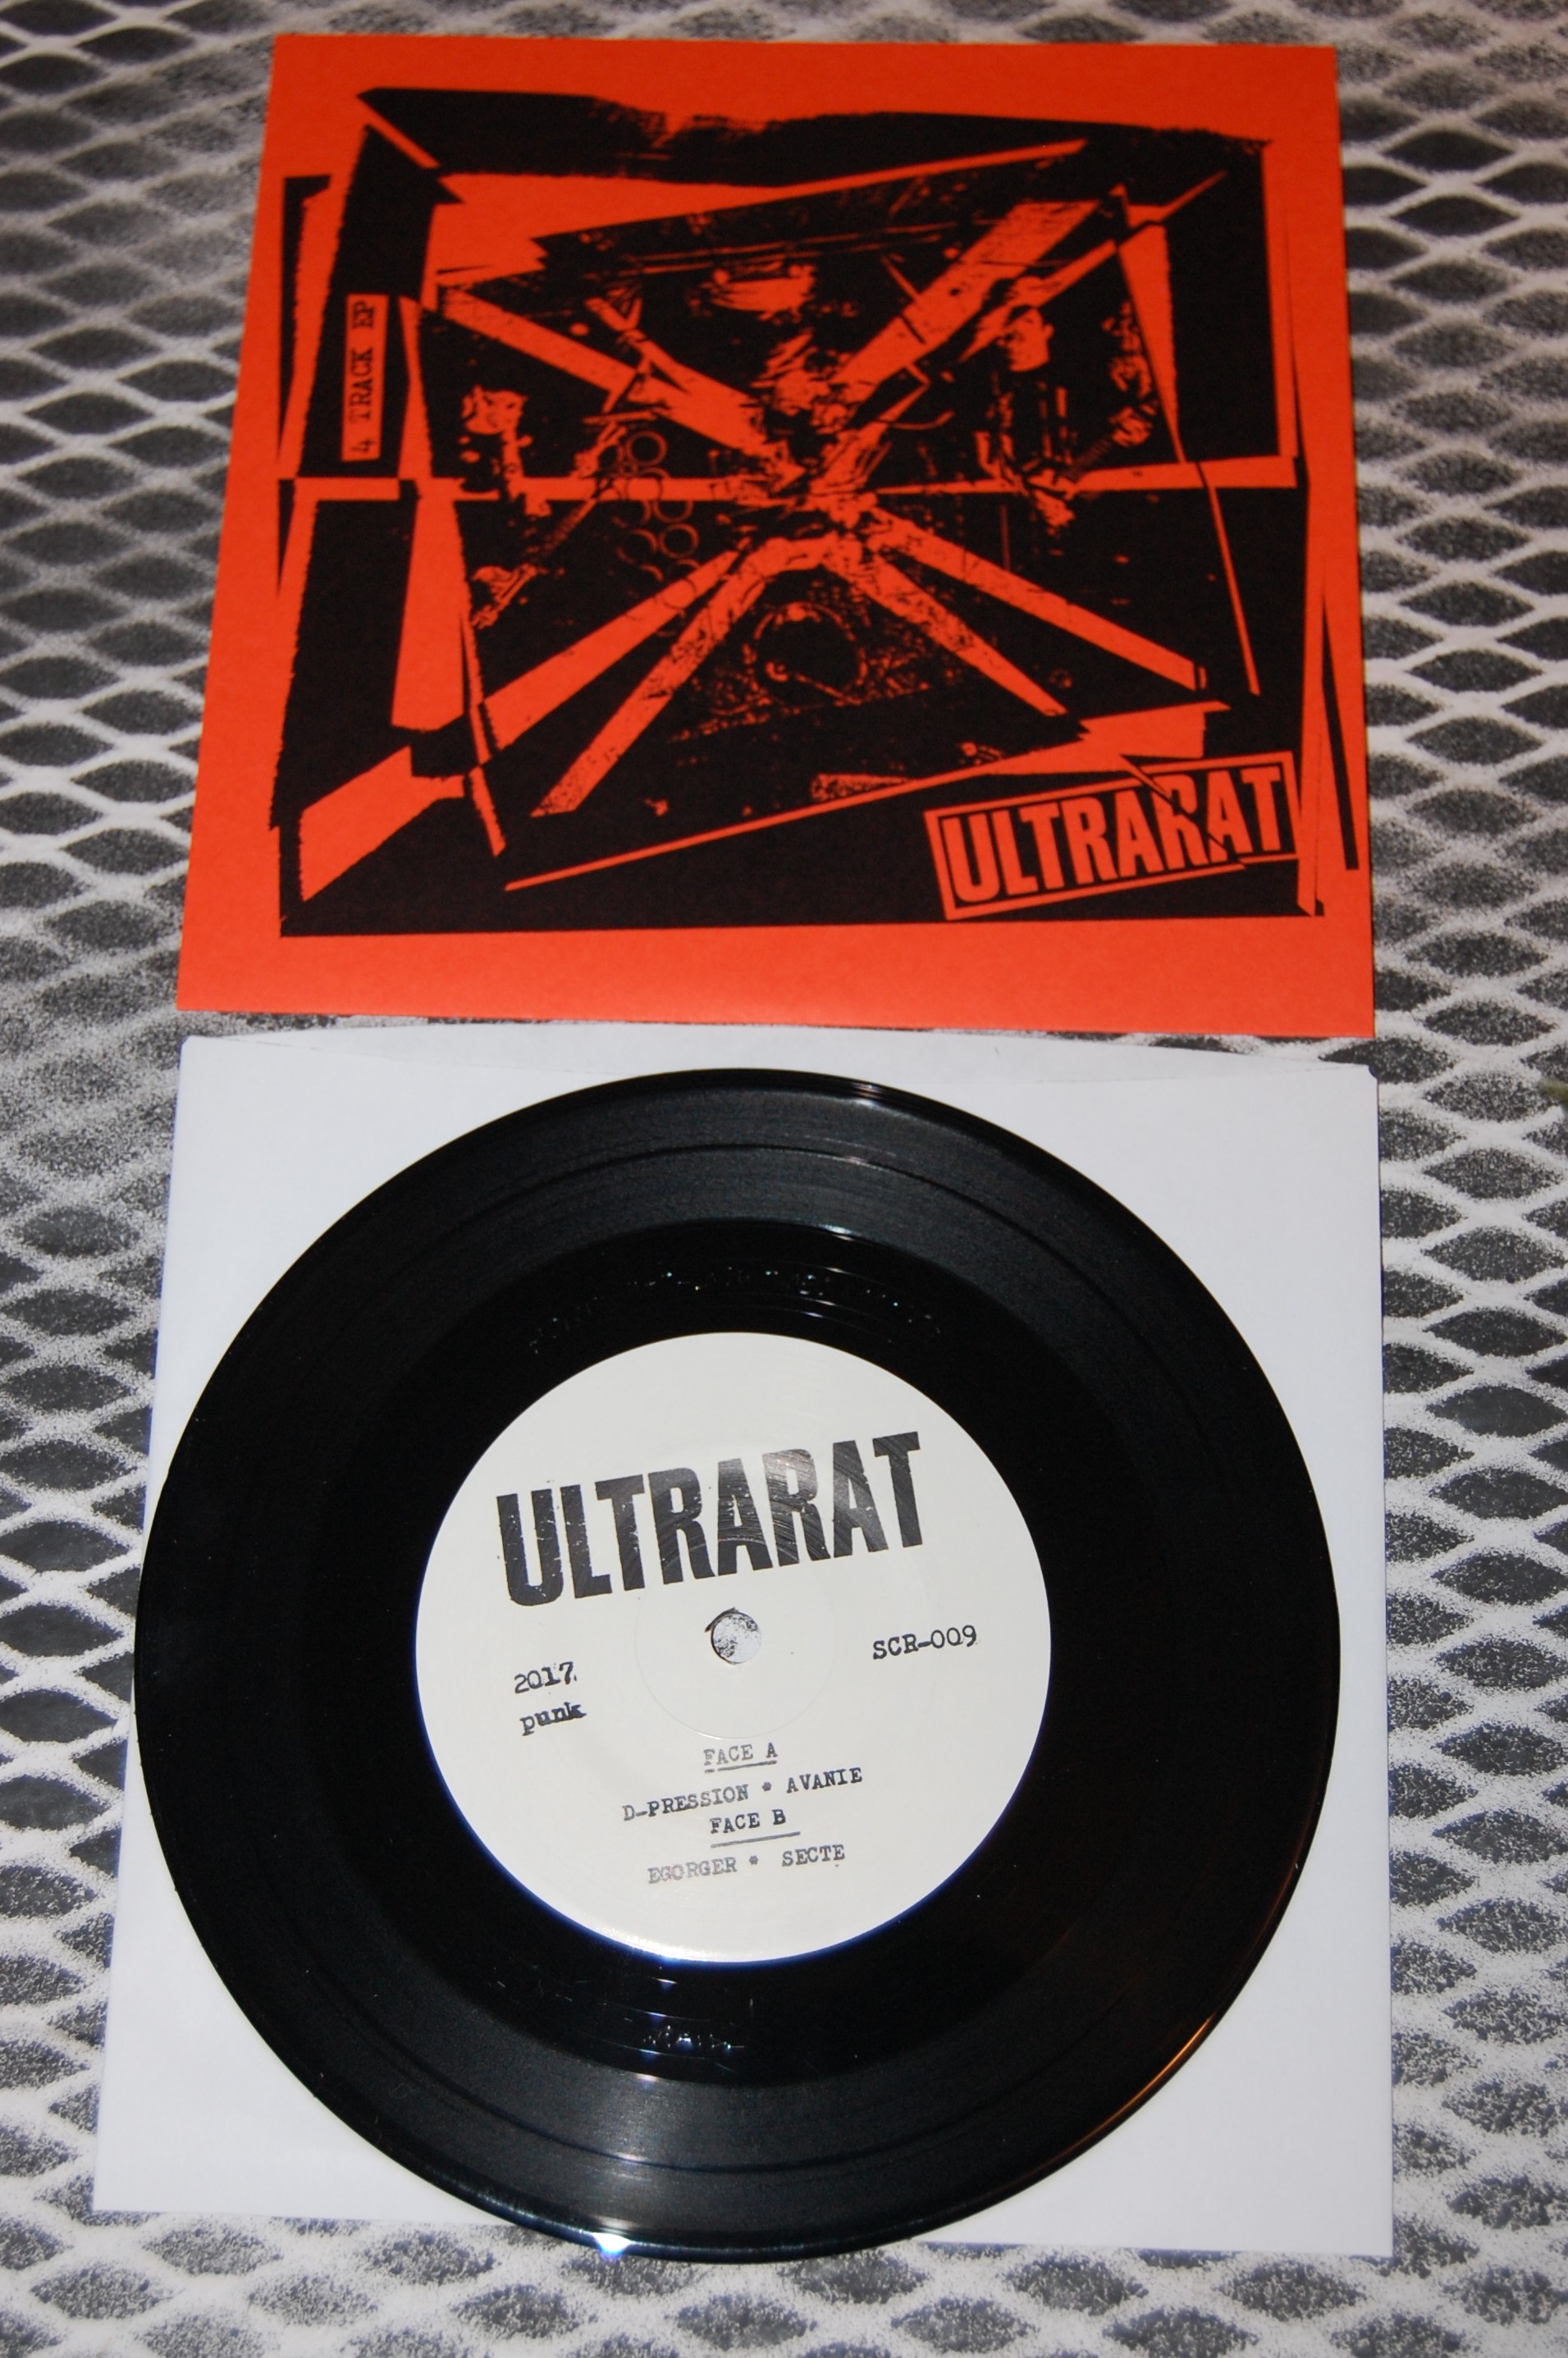 4 TRACK EP
ULTRARAT
ULTRARAT
2017
punk
SCR-009
FACE A
D-PRESSION * AVANIE
FACE B
EGORGER * SECTE